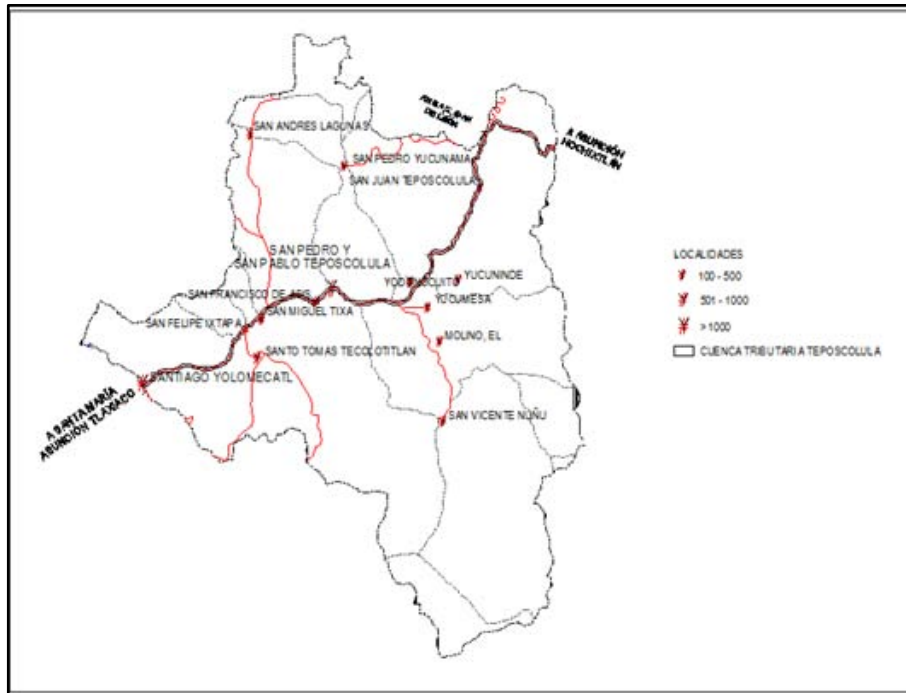 SAN ANDRES LAGUNAS
A ASUNCIÓN
NOCHIXTLÁN
SAN PEDRO YUCUNAMA
SAN JUAN TEPOSCOLULA
SAN PEDRO Y
SAN PABLO TEPOSCOLULA
YUCUNINDE
SAN FRANCISCO DE
YUCUMESA
SAN MIGUEL TIXA
SAN FELIPE IXTAPA
MOLINO, EL
SANTO TOMAS TECOLOTITLAN
SANTIAGO YOLOMECATL
A SANTA MARÍA
ASUNCIÓN TLAXIACO
SAN VICENTE NUÑU
LOCALIDADES
100 - 500
501 - 1000
> 1000
CUENCA TRIBUTARIA TEPOSCOLULA